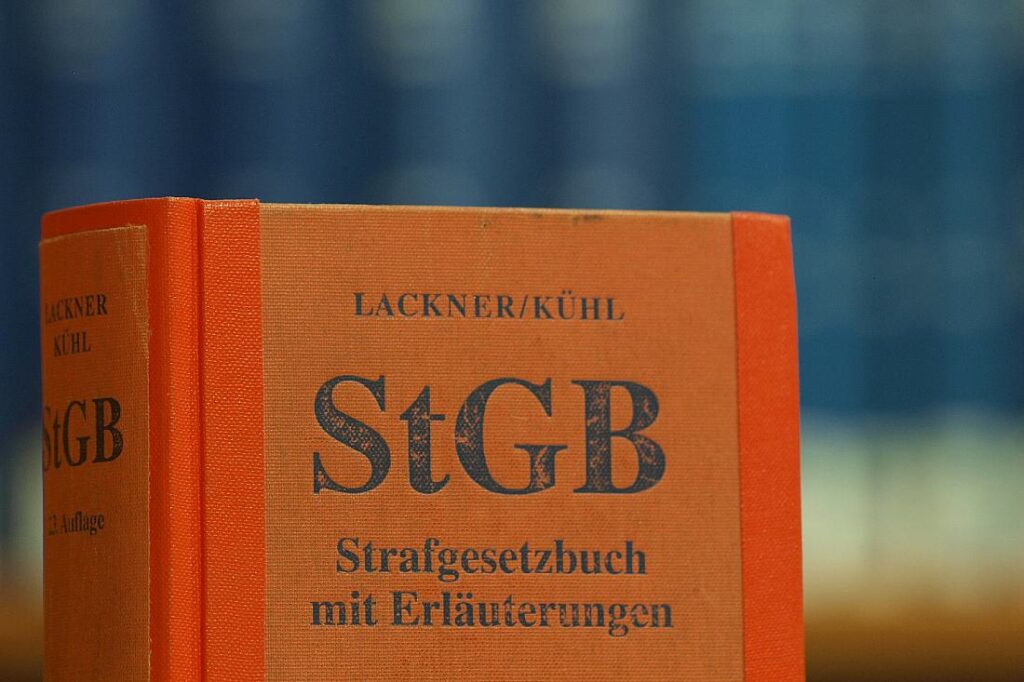 LACKNER
KÜHL
StGB
Auflage
LACKNER/KÜHL
StGB
Strafgesetzbuch
mit Erläuterungen